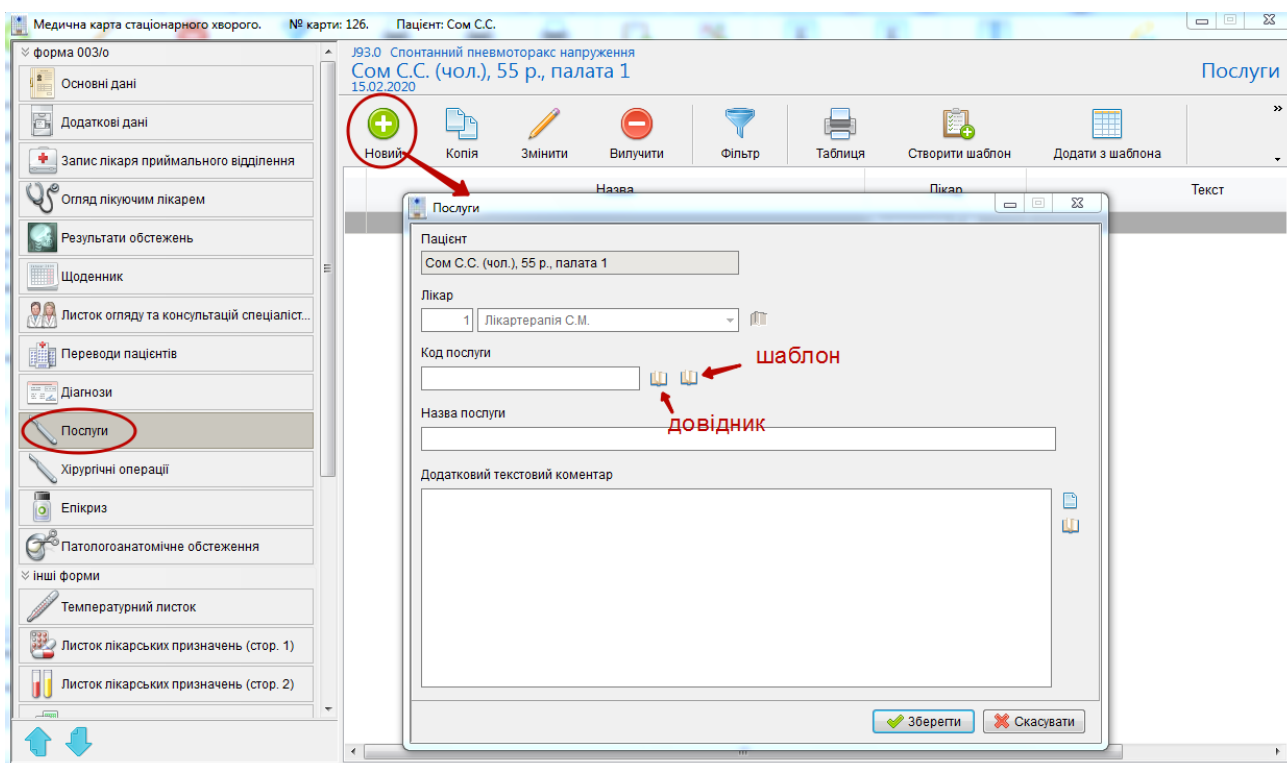 Медична карта стаціонарного хворого. № карти: 126. Пацієнт: Сом С.С.
форма 003/о
Основні дані
Додаткові дані
Запис лікаря приймального відділення
Огляд лікуючим лікарем
Результати обстежень
Щоденник
Листок огляду та консультацій спеціаліст...
Переводи пацієнтів
Діагнози
Послуги
Хірургічні операції
Епікриз
Патологоанатомічне обстеження
інші форми
Температурний листок
Листок лікарських призначень (стор. 1)
Листок лікарських призначень (стор. 2)
J93.0 Спонтанний пневмоторакс напруження
Сом С.С. (чол.), 55 р., палата 1
15.02.2020
Послуги
Новий Копія Змінити Вилучити Фільтр Таблиця Створити шаблон Додати з шаблона
Назва Лікар Текст
Послуги
Пацієнт
Сом С.С. (чол.), 55 р., палата 1
Лікар
1 Лікартерапія С.М.
Код послуги
шаблон
довідник
Назва послуги
Додатковий текстовий коментар
Зберегти Скасувати